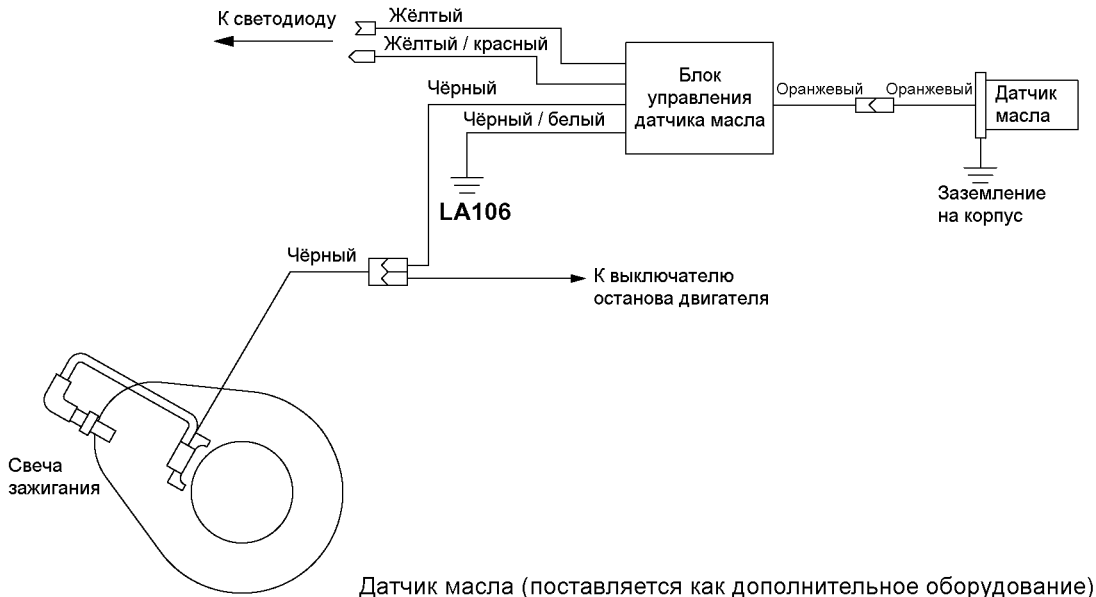 К светодиоду
Жёлтый
Жёлтый / красный
Чёрный
Чёрный / белый
LA106
Блок
управления
датчика масла
Оранжевый
Оранжевый
Датчик
масла
Заземление
на корпус
Чёрный
К выключателю
останова двигателя
Свеча
зажигания
Датчик масла (поставляется как дополнительное оборудование)